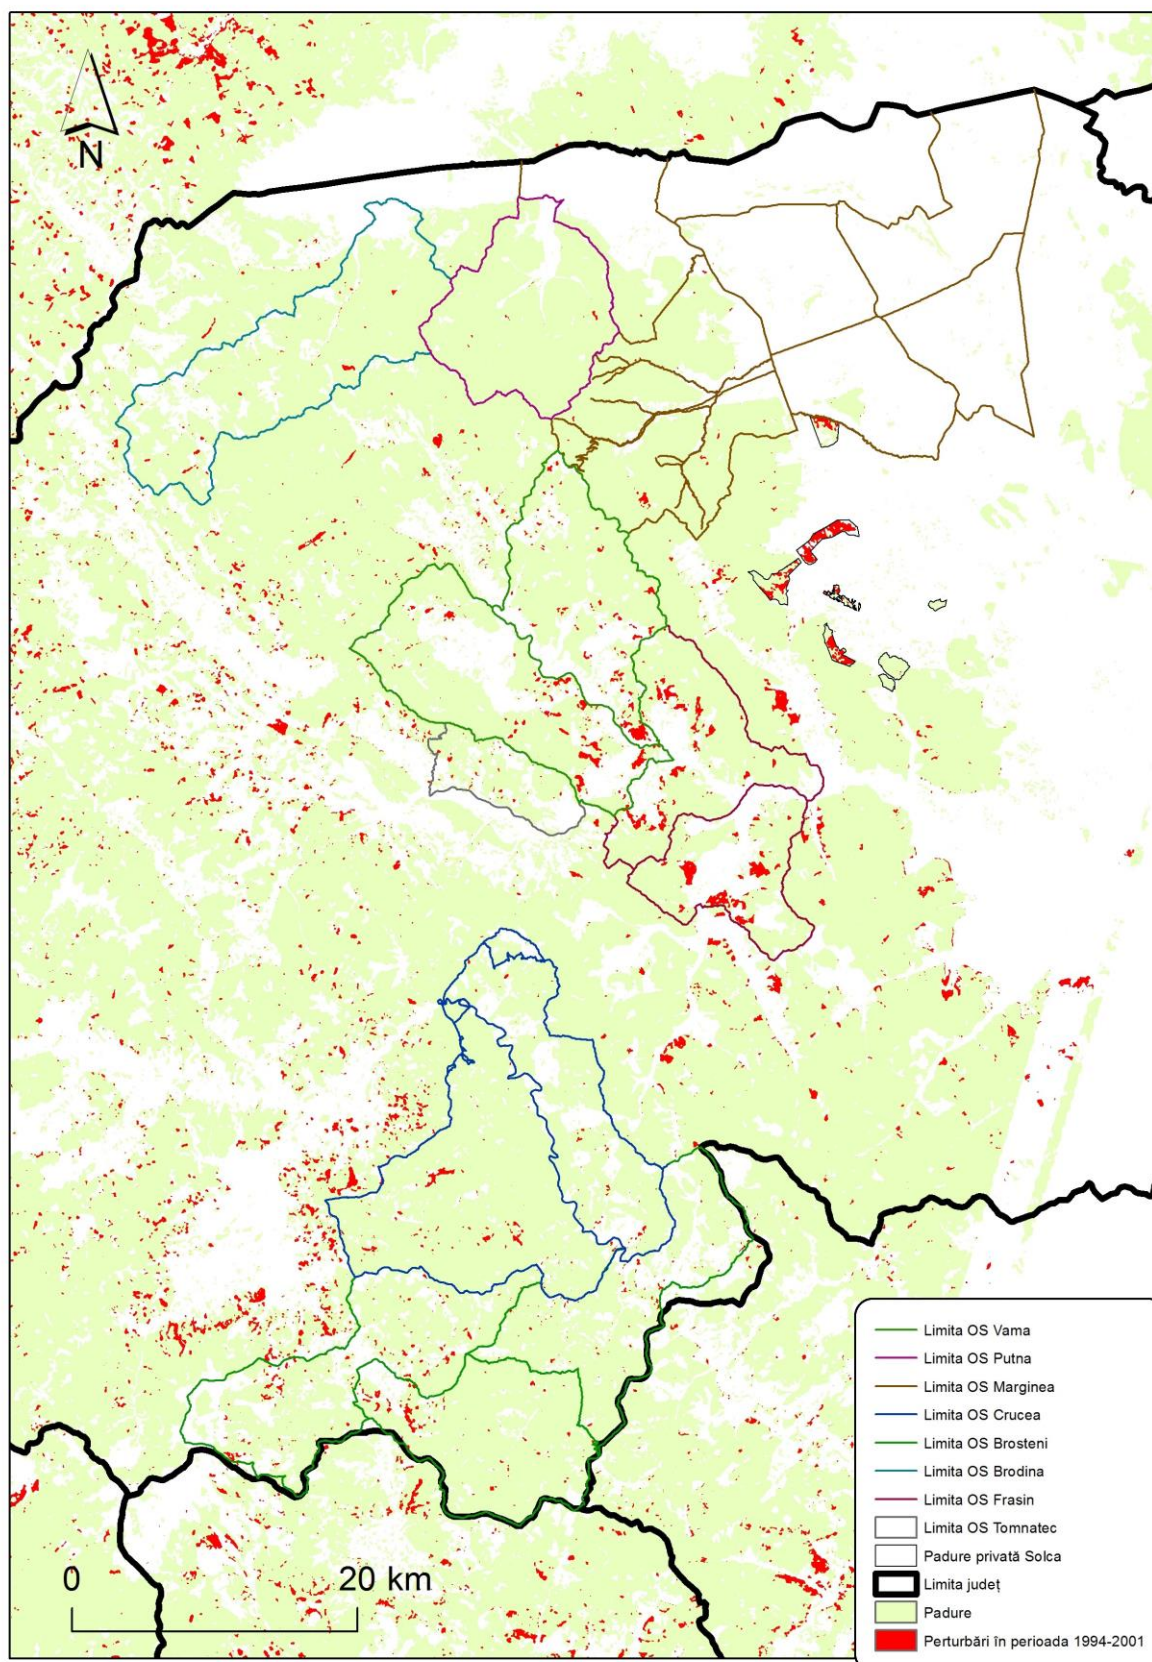 N
0 20 km
Limita OS Vama
Limita OS Putna
Limita OS Marginea
Limita OS Crucea
Limita OS Brosteni
Limita OS Brodina
Limita OS Frasin
Limita OS Tomnatec
Padure privată Solca
Limita județ
Padure
Perturbări în perioada 1994-2001